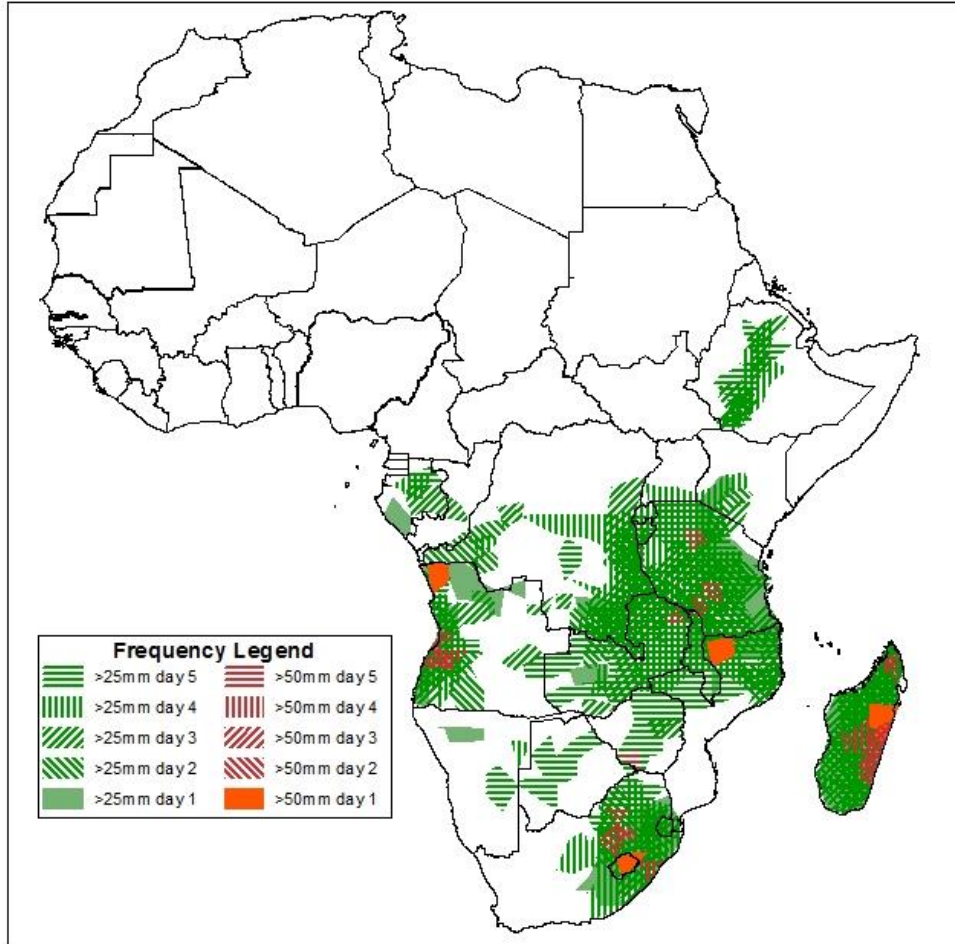 Frequency Legend
>25mm day 5 >50mm day 5
>25mm day 4 >50mm day 4
>25mm day 3 >50mm day 3
>25mm day 2 >50mm day 2
>25mm day 1 >50mm day 1